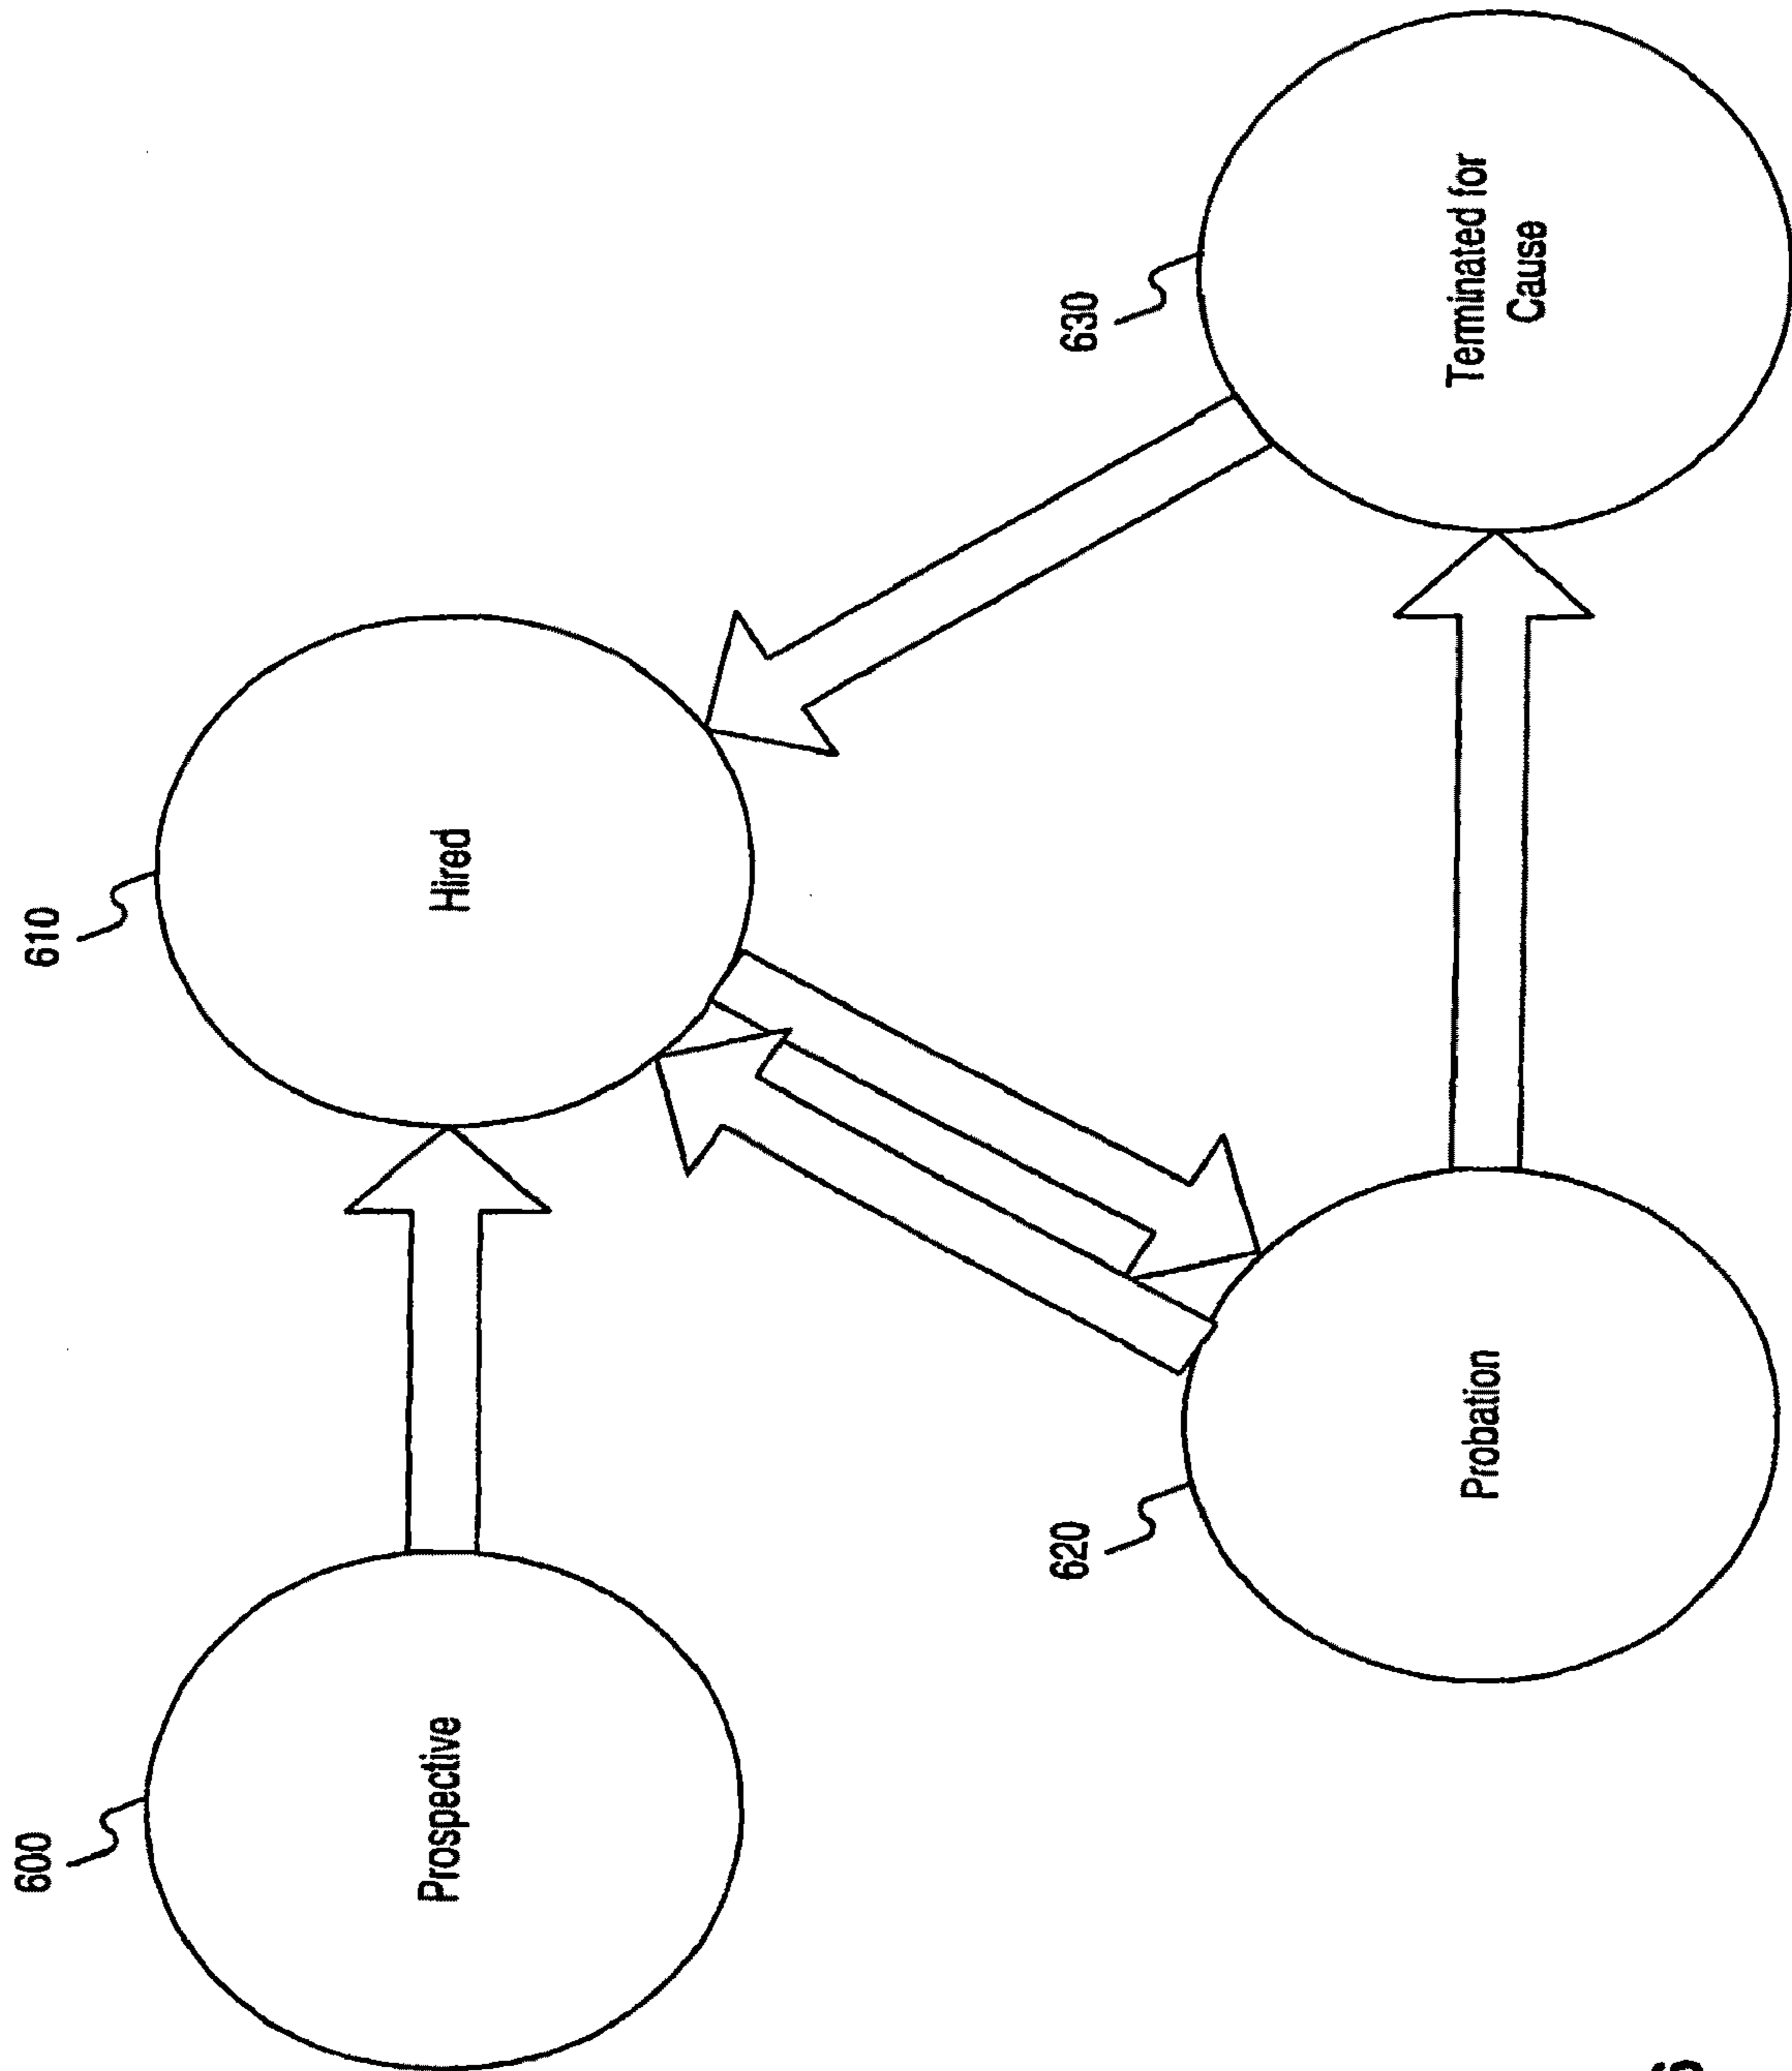 600
Prospective
610
Hired
620
Probation
630
Terminated for
Cause